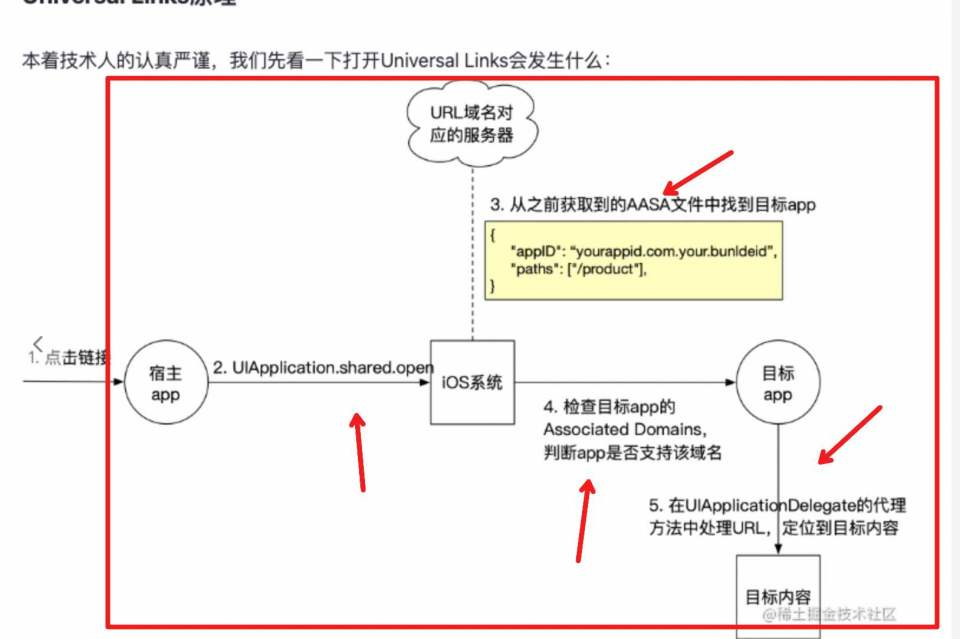 Universal Links原理
本着技术人的认真严谨，我们先看一下打开Universal Links会发生什么：
URL域名对
应的服务器
3. 从之前获取到的AASA文件中找到目标app
{
"appID": “yourappid.com.your.bunldeid”,
"paths": ["/product"],
}
1. 点击链接
宿主
app
2. UIApplication.shared.open
iOS系统
目标
app
4. 检查目标app的
Associated Domains,
判断app是否支持该域名
5. 在UIApplicationDelegate的代理
方法中处理URL，定位到目标内容
目标内容
@稀土掘金技术社区